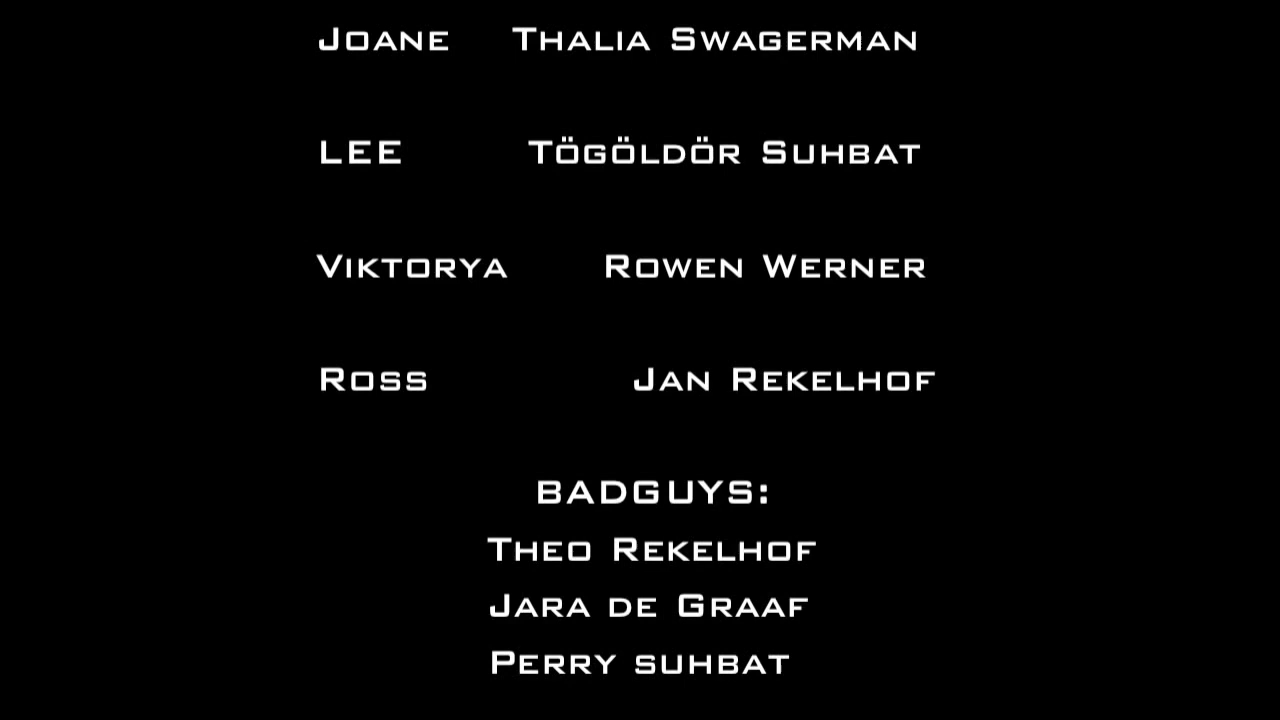 Joane Thalia Swagerman
LEE Tögöldör Suhbat
Viktorya Rowen Werner
Ross Jan Rekelhof
BADGUYS:
Theo Rekelhof
Jara de Graaf
Perry suhbat